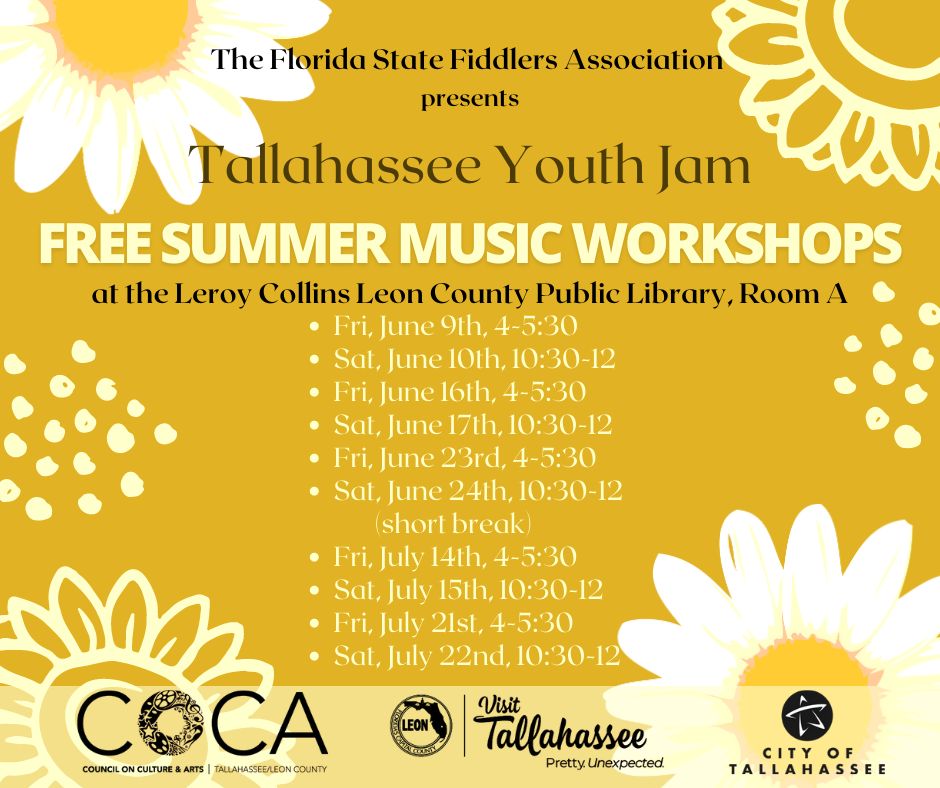 The Florida State Fiddlers Association
presents
Tallahassee Youth Jam
FREE SUMMER MUSIC WORKSHOPS
at the Leroy Collins Leon County Public Library, Room A
• Fri, June 9th, 4-5:30
• Sat, June 10th, 10:30-12
• Fri, June 16th, 4-5:30
• Sat, June 17th, 10:30-12
• Fri, June 23rd, 4-5:30
• Sat, June 24th, 10:30-12
(short break)
• Fri, July 14th, 4-5:30
• Sat, July 15th, 10:30-12
• Fri, July 21st, 4-5:30
• Sat, July 22nd, 10:30-12
COCA
COUNCIL ON CULTURE & ARTS | TALLAHASSEE/LEON COUNTY
LEON
FLORIDA'S CAPITAL COUNTY
Visit
Tallahassee
Pretty. Unexpected.
CITY OF
TALLAHASSEE